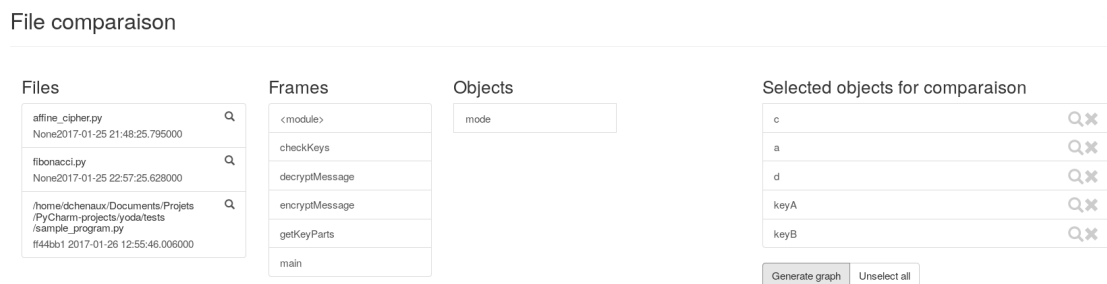 File comparaison
Files
affine_cipher.py
None2017-01-25 21:48:25.795000
fibonacci.py
None2017-01-25 22:57:25.628000
/home/dchenaux/Documents/Projets
/PyCharm-projects/yoda/tests
/sample_program.py
ff44bb1 2017-01-26 12:55:46.006000
Frames
<module>
checkKeys
decryptMessage
encryptMessage
getKeyParts
main
Objects
mode
Selected objects for comparaison
c
a
d
keyA
keyB
Generate graph
Unselect all